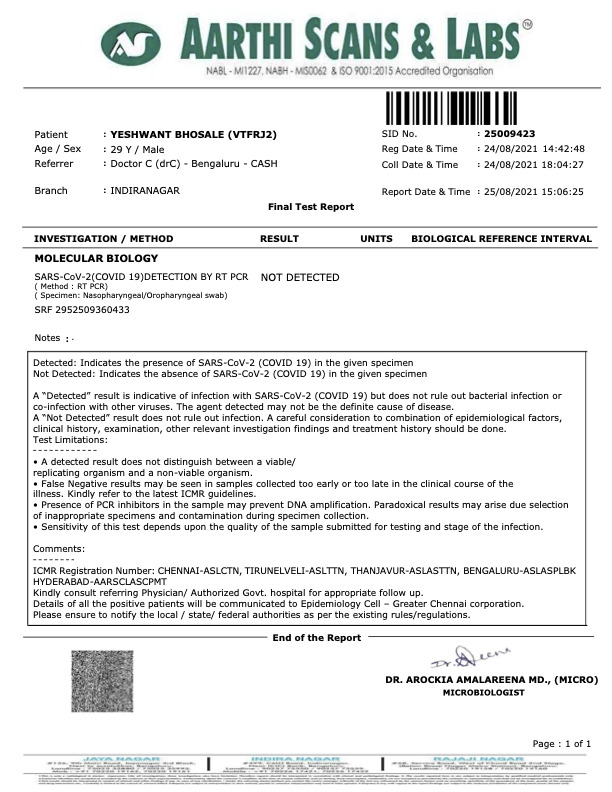 AARTHI SCANS & LABS™
NABL - MI1227, NABH - MIS0062 & ISO 9001:2015 Accredited Organisation
Patient : YESHWANT BHOSALE (VTFRJ2) SID No. : 25009423
Age / Sex : 29 Y / Male Reg Date & Time : 24/08/2021 14:42:48
Referrer : Doctor C (drC) - Bengaluru - CASH Coll Date & Time : 24/08/2021 18:04:27
Branch : INDIRANAGAR Report Date & Time : 25/08/2021 15:06:25
Final Test Report
INVESTIGATION / METHOD RESULT UNITS BIOLOGICAL REFERENCE INTERVAL
MOLECULAR BIOLOGY
SARS-CoV-2(COVID 19)DETECTION BY RT PCR NOT DETECTED
( Method : RT PCR)
( Specimen: Nasopharyngeal/Oropharyngeal swab)
SRF 2952509360433
Notes : -
Detected: Indicates the presence of SARS-CoV-2 (COVID 19) in the given specimen
Not Detected: Indicates the absence of SARS-CoV-2 (COVID 19) in the given specimen
A “Detected” result is indicative of infection with SARS-CoV-2 (COVID 19) but does not rule out bacterial infection or
co-infection with other viruses. The agent detected may not be the definite cause of disease.
A “Not Detected” result does not rule out infection. A careful consideration to combination of epidemiological factors,
clinical history, examination, other relevant investigation findings and treatment history should be done.
Test Limitations:
------------
• A detected result does not distinguish between a viable/
replicating organism and a non-viable organism.
• False Negative results may be seen in samples collected too early or too late in the clinical course of the
illness. Kindly refer to the latest ICMR guidelines.
• Presence of PCR inhibitors in the sample may prevent DNA amplification. Paradoxical results may arise due selection
of inappropriate specimens and contamination during specimen collection.
• Sensitivity of this test depends upon the quality of the sample submitted for testing and stage of the infection.
Comments:
--------
ICMR Registration Number: CHENNAI-ASLCTN, TIRUNELVELI-ASLTTN, THANJAVUR-ASLASTTN, BENGALURU-ASLASPLBK
HYDERABAD-AARSCLASCPMT
Kindly consult referring Physician/ Authorized Govt. hospital for appropriate follow up.
Details of all the positive patients will be communicated to Epidemiology Cell – Greater Chennai corporation.
Please ensure to notify the local / state/ federal authorities as per the existing rules/regulations.
End of the Report
DR. AROCKIA AMALAREENA MD., (MICRO)
MICROBIOLOGIST
Page : 1 of 1
JAYA NAGAR INDIRA NAGAR RAJAJI NAGAR